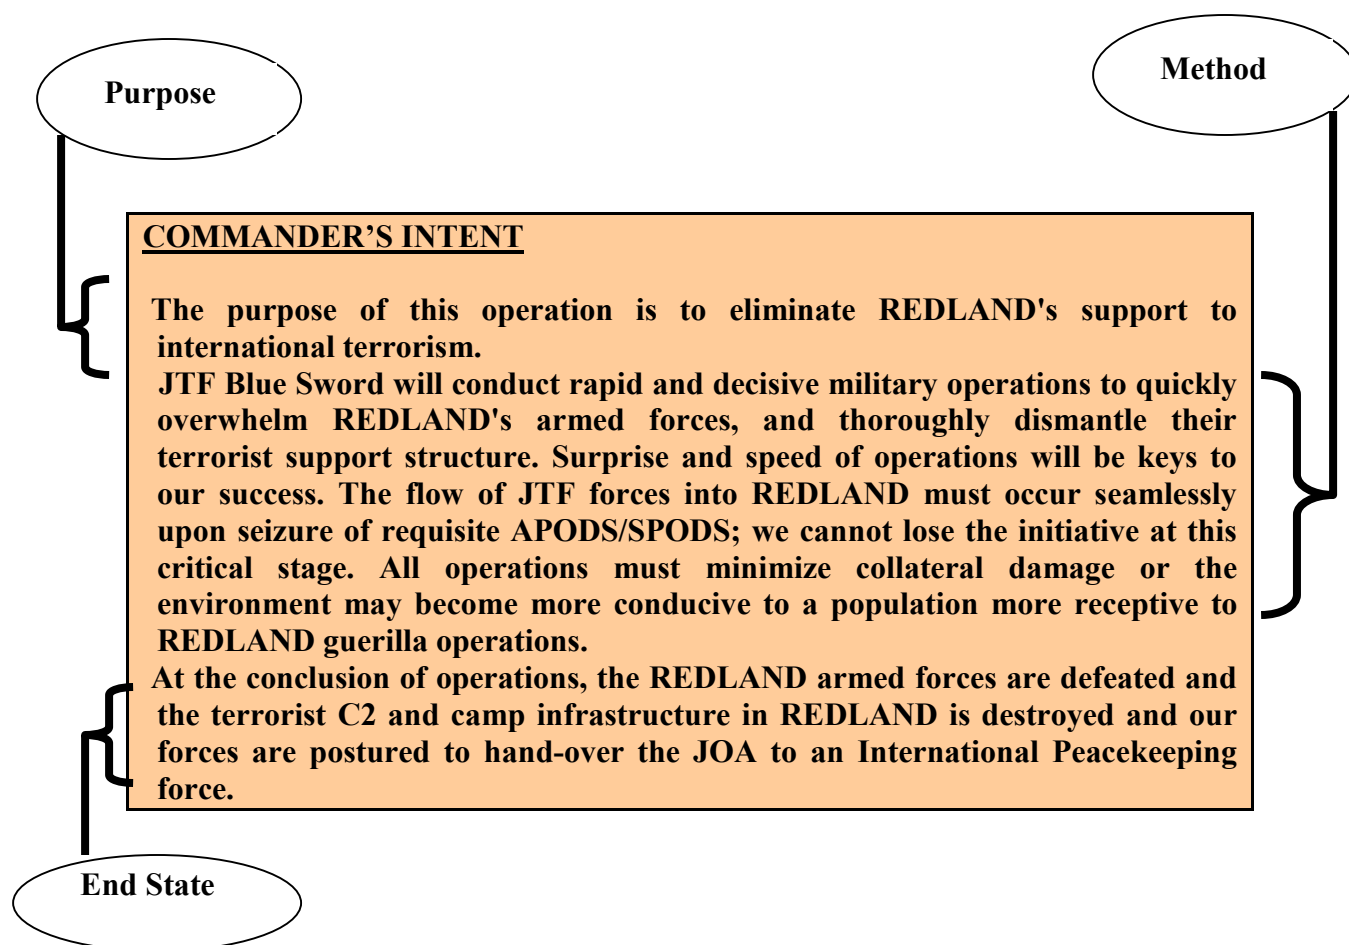 Purpose
Method
COMMANDER'S INTENT
The purpose of this operation is to eliminate REDLAND's support to
international terrorism.
JTF Blue Sword will conduct rapid and decisive military operations to quickly
overwhelm REDLAND's armed forces, and thoroughly dismantle their
terrorist support structure. Surprise and speed of operations will be keys to
our success. The flow of JTF forces into REDLAND must occur seamlessly
upon seizure of requisite APODS/SPODS; we cannot lose the initiative at this
critical stage. All operations must minimize collateral damage or the
environment may become more conducive to a population more receptive to
REDLAND guerilla operations.
At the conclusion of operations, the REDLAND armed forces are defeated and
the terrorist C2 and camp infrastructure in REDLAND is destroyed and our
forces are postured to hand-over the JOA to an International Peacekeeping
force.
End State